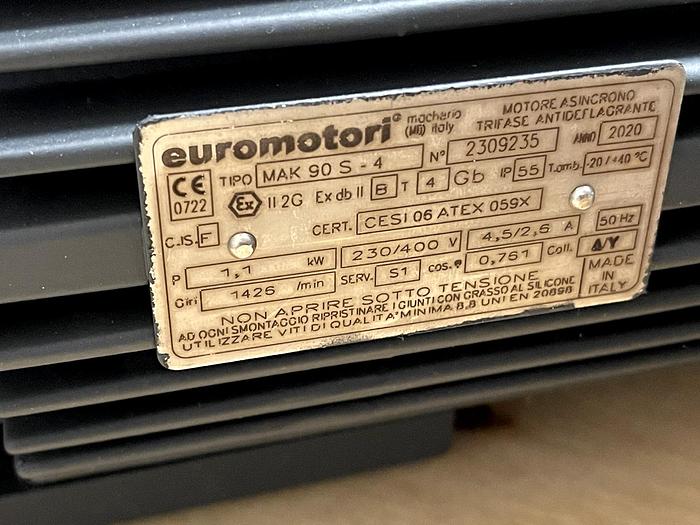 euromotori® macherio (MB) italy
MOTORE ASINCRONO
TRIFASE ANTIDEFLAGRANTE
CE 0722
TIPO MAK 90 S - 4 N° 2309235 ANNO 2020
Ex II 2G Ex db II B T 4 Gb IP 55 T.amb. -20/+40 °C
C.IS. F CERT. CESI 06 ATEX 059X
P 1,1 kW 230/400 V 4,5/2,6 A 50 Hz
Giri 1426 /min SERV. S1 cos.φ 0,761 Coll. Δ/Y
NON APRIRE SOTTO TENSIONE
AD OGNI SMONTAGGIO RIPRISTINARE I GIUNTI CON GRASSO AL SILICONE
UTILIZZARE VITI DI QUALITA' MINIMA 8.8 UNI EN 20898
MADE IN ITALY